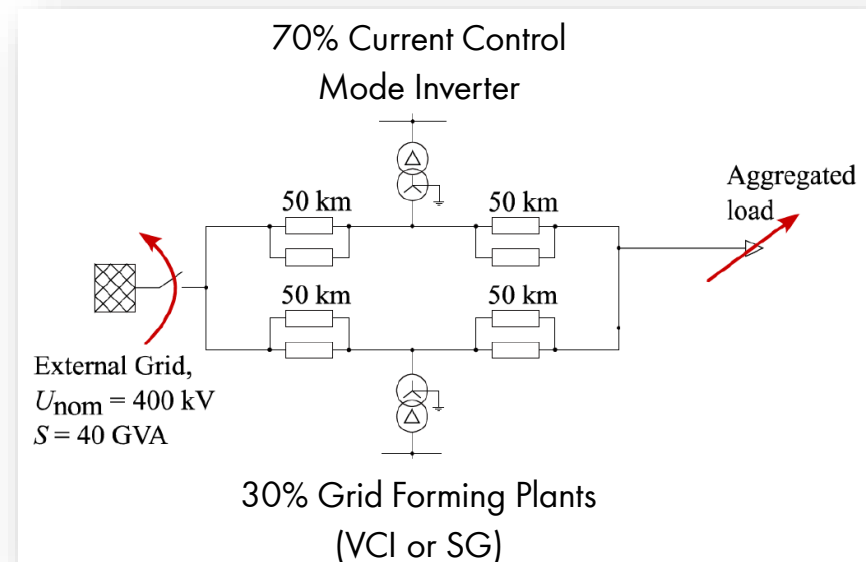 70% Current Control
Mode Inverter
50 km
50 km
Aggregated
load
50 km
50 km
External Grid,
Unom = 400 kV
S = 40 GVA
30% Grid Forming Plants
(VCI or SG)